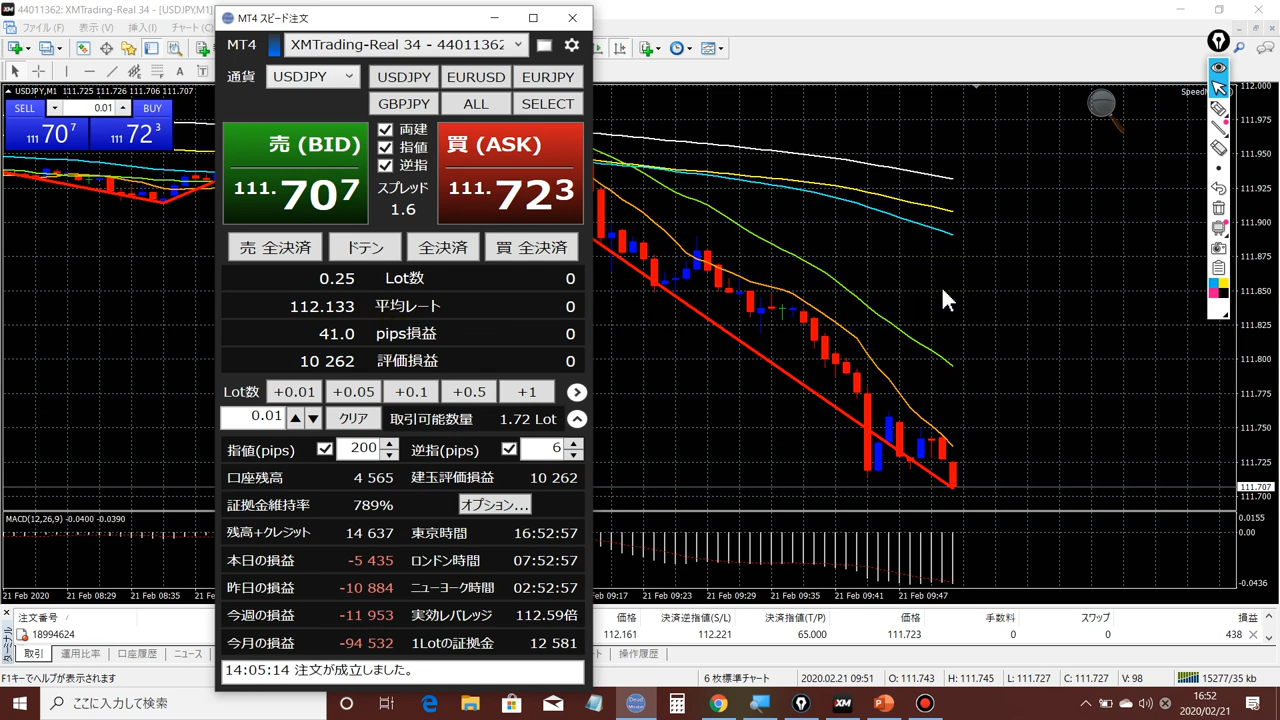 44011362: XMTrading-Real 34 - [USDJPY,M1]
ファイル (F) 表示 (V) 挿入(I) チャート(C)
USDJPY,M1 111.725 111.726 111.706 111.707
SELL 0.01 BUY
111 70 7 111 72 3
MT4 スピード注文
MT4 XMTrading-Real 34 - 44011362
通貨 USDJPY USDJPY EURUSD EURJPY
GBPJPY ALL SELECT
売 (BID) 両建 買 (ASK)
指値
逆指
111.707 スプレッド 111.723
1.6
売 全決済 ドテン 全決済 買 全決済
0.25 Lot数 0
112.133 平均レート 0
41.0 pips損益 0
10 262 評価損益 0
Lot数 +0.01 +0.05 +0.1 +0.5 +1
0.01 クリア 取引可能数量 1.72 Lot
指値(pips) 200 逆指(pips) 6
口座残高 4 565 建玉評価損益 10 262
証拠金維持率 789% オプション...
残高+クレジット 14 637 東京時間 16:52:57
本日の損益 -5 435 ロンドン時間 07:52:57
昨日の損益 -10 884 ニューヨーク時間 02:52:57
今週の損益 -11 953 実効レバレッジ 112.59倍
今月の損益 -94 532 1Lotの証拠金 12 581
14:05:14 注文が成立しました。
112.000
111.975
111.950
111.925
111.900
111.875
111.850
111.825
111.800
111.775
111.750
111.725
111.707
111.700
MACD(12,26,9) -0.0400 -0.0390
0.0155
0.00
-0.0436
21 Feb 2020 21 Feb 08:29 21 Feb 08:35 21 Feb 09:17 21 Feb 09:23 21 Feb 09:29 21 Feb 09:35 21 Feb 09:41 21 Feb 09:47
注文番号 / 価格 決済逆指値(S/L) 決済指値(T/P) 価格 手数料 スワップ 損益
18994624 112.161 112.221 65.000 111.723 0 0 438
ターミナル
取引 運用比率 口座履歴 ニュース 操作履歴
F1キーでヘルプが表示されます 6 枚標準チャート 2020.02.21 09:51 O: 111.743 H: 111.745 L: 111.727 C: 111.727 V: 98 15277/35 kb
ここに入力して検索
16:52
2020/02/21